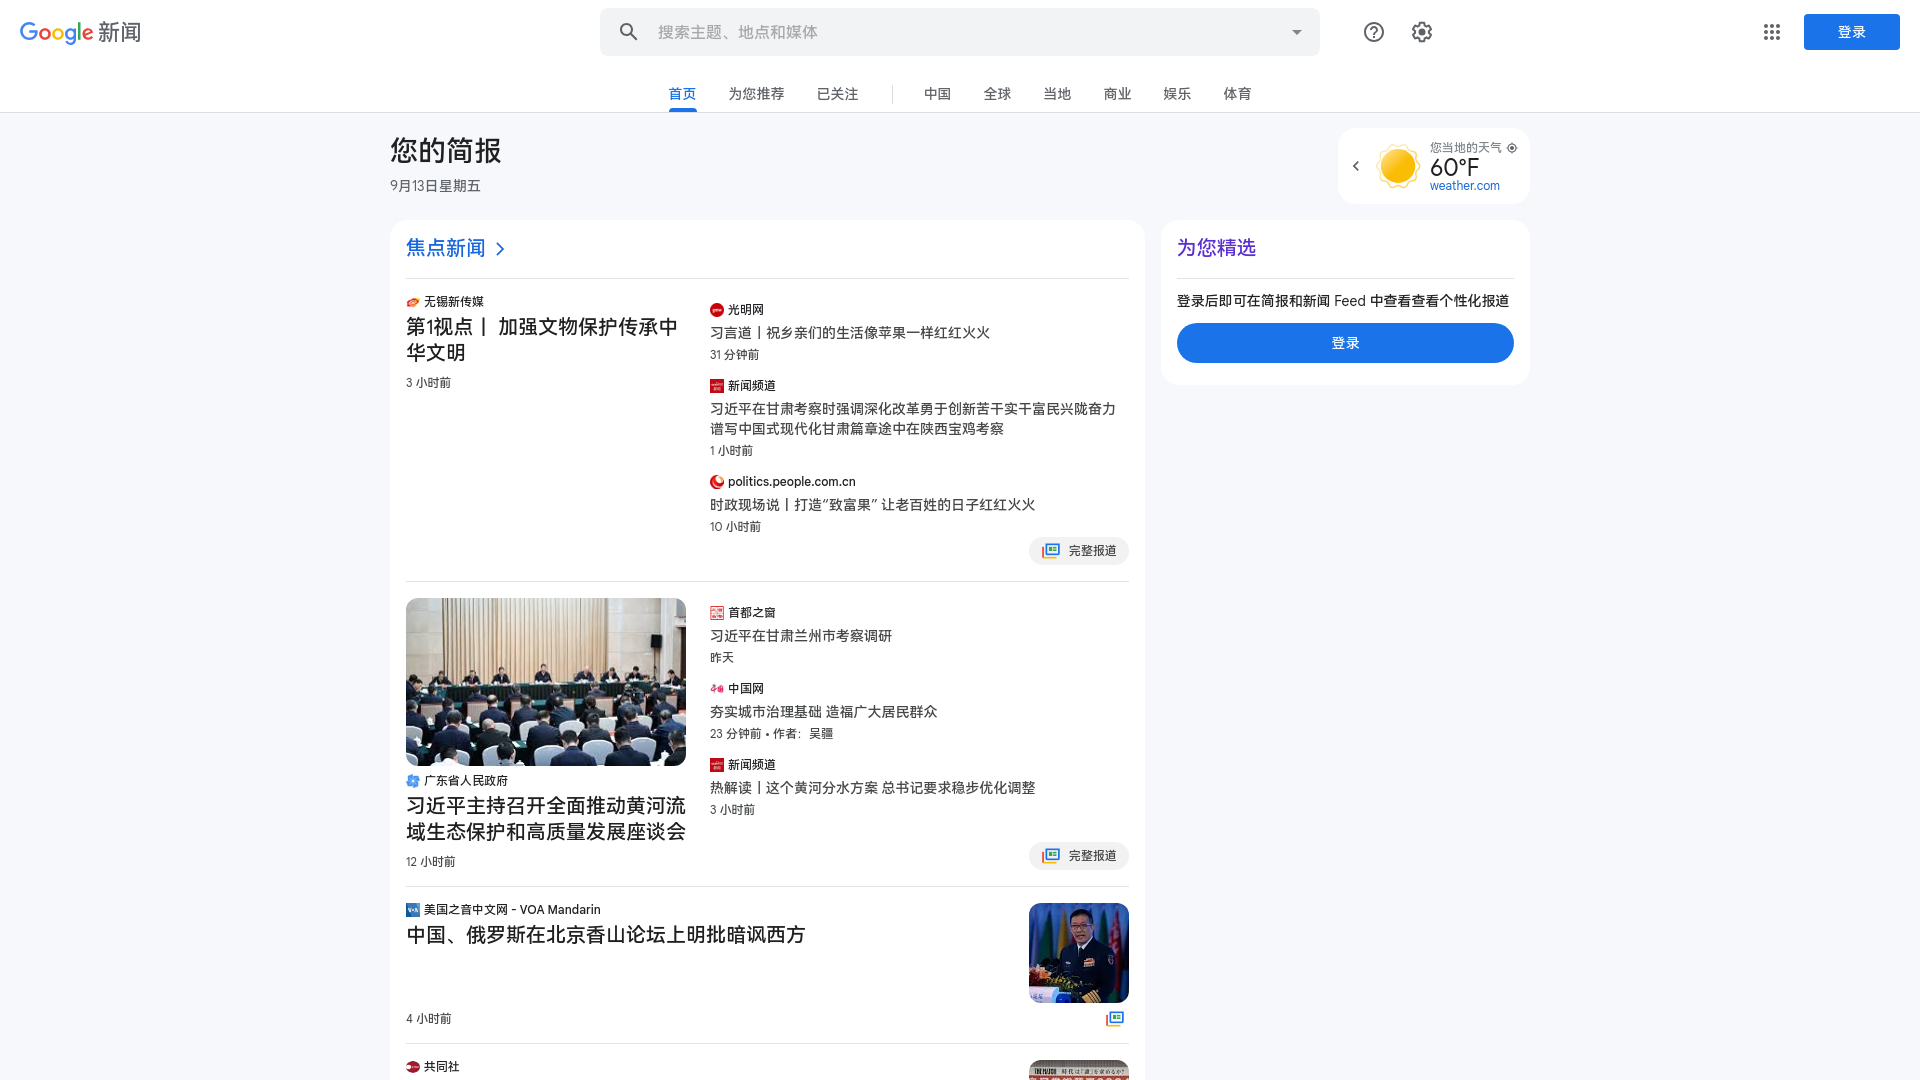 Google 新闻
搜索主题、地点和媒体
登录
首页
为您推荐
已关注
中国
全球
当地
商业
娱乐
体育
您的简报
9月13日星期五
您当地的天气
60°F
weather.com
焦点新闻
无锡新传媒
第1视点丨 加强文物保护传承中
华文明
3 小时前
光明网
习言道丨祝乡亲们的生活像苹果一样红红火火
31 分钟前
新闻频道
习近平在甘肃考察时强调深化改革勇于创新苦干实干富民兴陇奋力
谱写中国式现代化甘肃篇章途中在陕西宝鸡考察
1 小时前
politics.people.com.cn
时政现场说丨打造“致富果” 让老百姓的日子红红火火
10 小时前
完整报道
广东省人民政府
习近平主持召开全面推动黄河流
域生态保护和高质量发展座谈会
12 小时前
首都之窗
习近平在甘肃兰州市考察调研
昨天
中国网
夯实城市治理基础 造福广大居民群众
23 分钟前 • 作者：吴疆
新闻频道
热解读丨这个黄河分水方案 总书记要求稳步优化调整
3 小时前
完整报道
美国之音中文网 - VOA Mandarin
中国、俄罗斯在北京香山论坛上明批暗讽西方
4 小时前
共同社
为您精选
登录后即可在简报和新闻 Feed 中查看查看个性化报道
登录